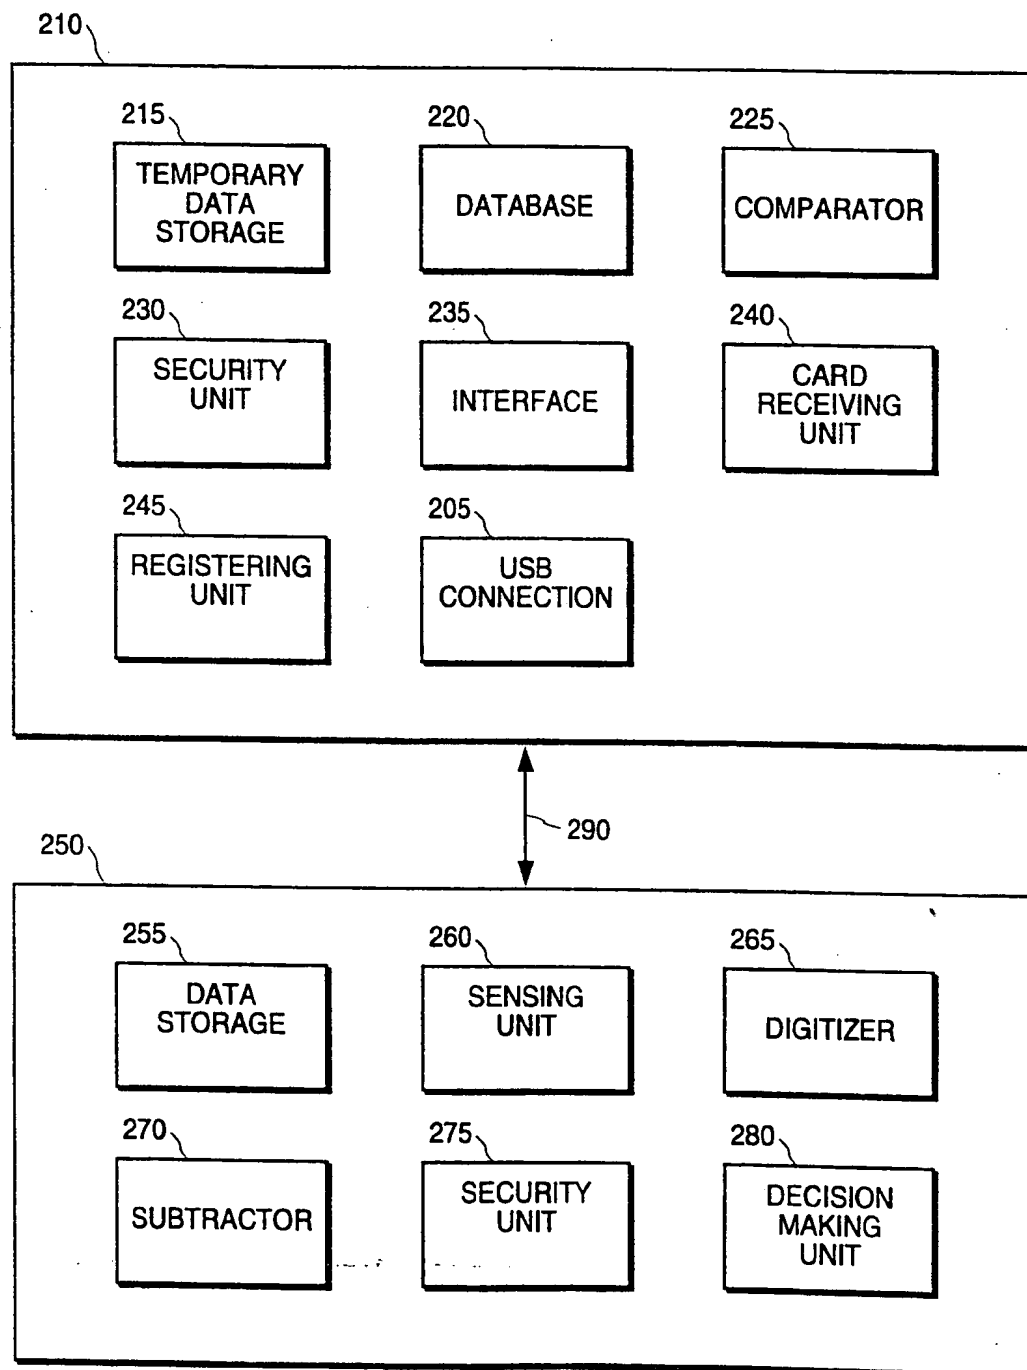 210
215
220
225
TEMPORARY
DATA
STORAGE
DATABASE
COMPARATOR
230
235
240
SECURITY
UNIT
INTERFACE
CARD
RECEIVING
UNIT
245
205
REGISTERING
UNIT
USB
CONNECTION
290
250
255
260
265
DATA
STORAGE
SENSING
UNIT
DIGITIZER
270
275
280
SUBTRACTOR
SECURITY
UNIT
DECISION
MAKING
UNIT